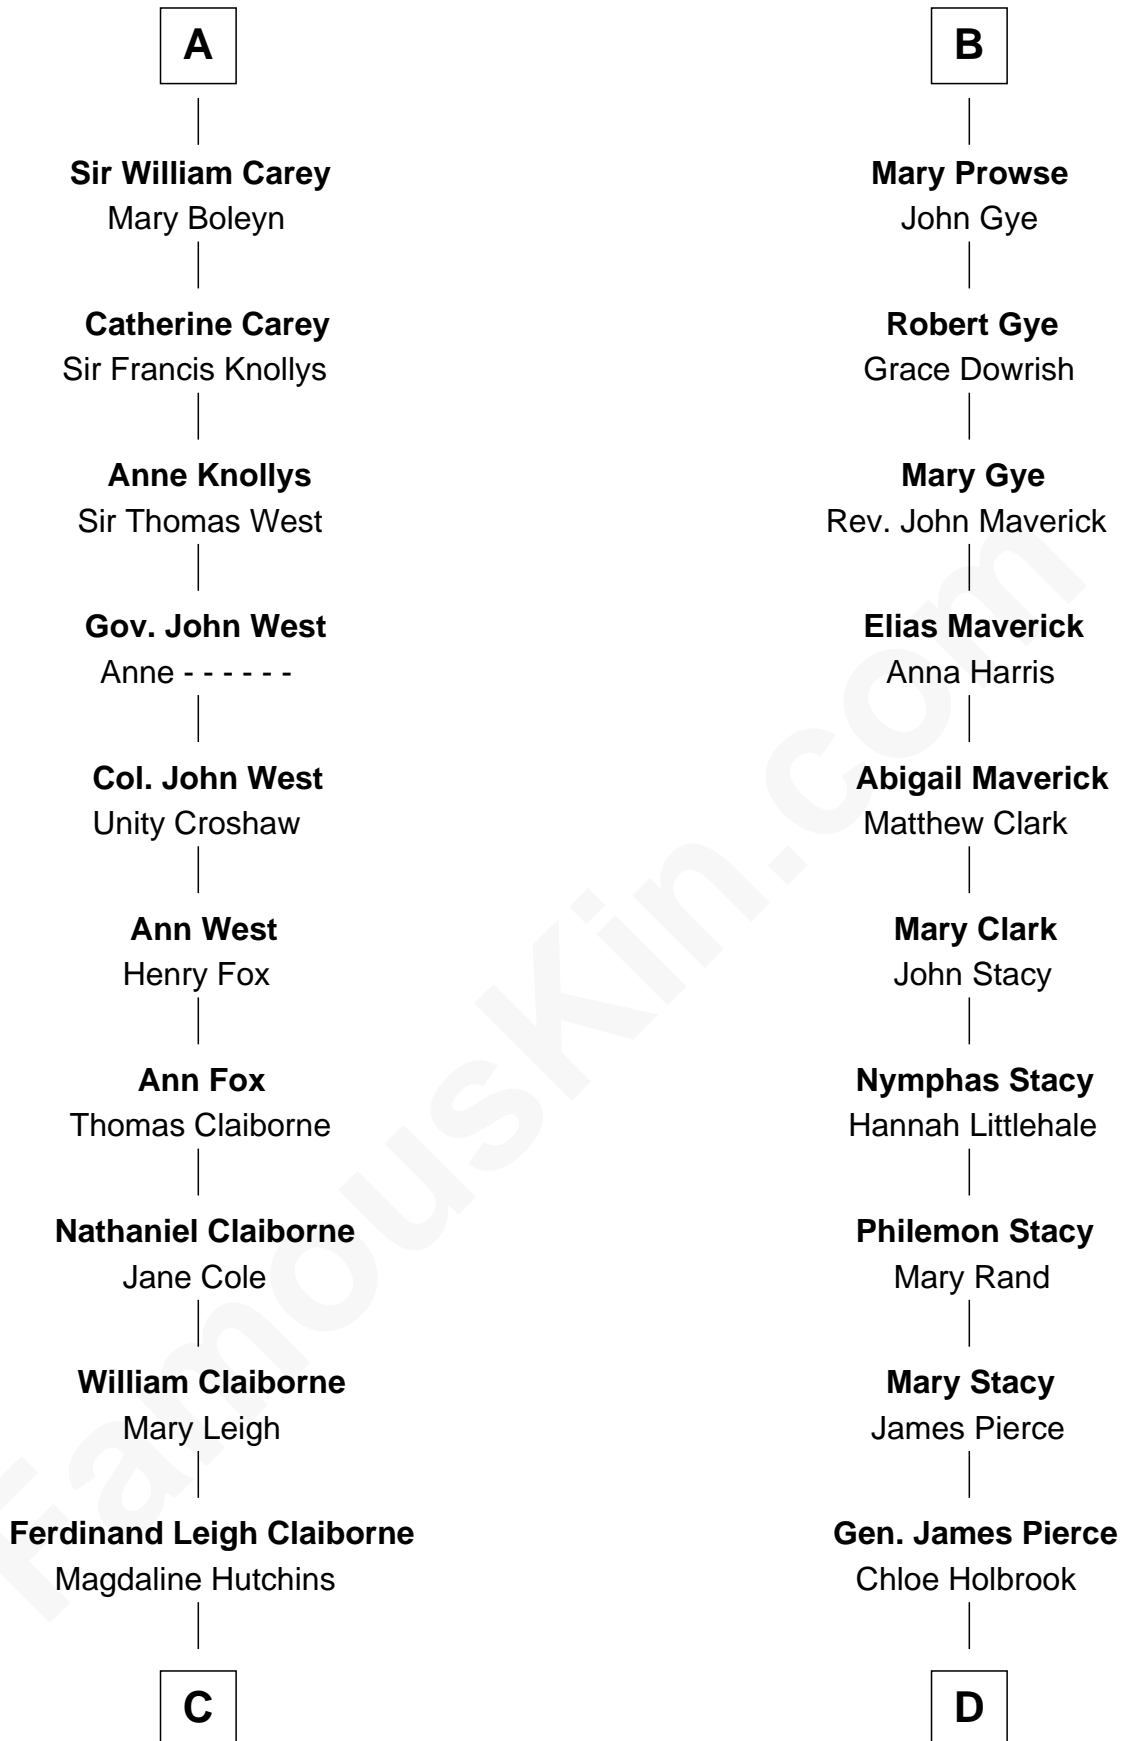 A
Sir William Carey
Mary Boleyn
Catherine Carey
Sir Francis Knollys
Anne Knollys
Sir Thomas West
Gov. John West
Anne - - - - - -
Col. John West
Unity Croshaw
Ann West
Henry Fox
Ann Fox
Thomas Claiborne
Nathaniel Claiborne
Jane Cole
William Claiborne
Mary Leigh
Ferdinand Leigh Claiborne
Magdaline Hutchins
C
B
Mary Prowse
John Gye
Robert Gye
Grace Dowrish
Mary Gye
Rev. John Maverick
Elias Maverick
Anna Harris
Abigail Maverick
Matthew Clark
Mary Clark
John Stacy
Nymphas Stacy
Hannah Littlehale
Philemon Stacy
Mary Rand
Mary Stacy
James Pierce
Gen. James Pierce
Chloe Holbrook
D
FamousKin.com